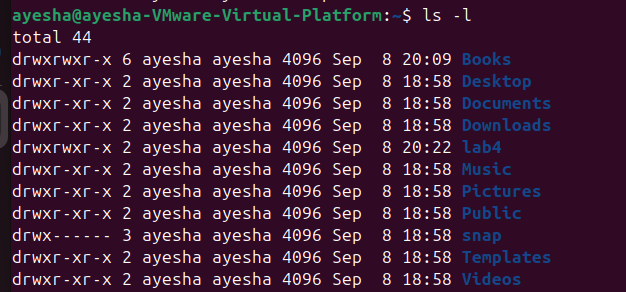 ayesha@ayesha-VMware-Virtual-Platform:~$ ls -l
total 44
drwxrwxr-x 6 ayesha ayesha 4096 Sep  8 20:09 Books
drwxr-xr-x 2 ayesha ayesha 4096 Sep  8 18:58 Desktop
drwxr-xr-x 2 ayesha ayesha 4096 Sep  8 18:58 Documents
drwxr-xr-x 2 ayesha ayesha 4096 Sep  8 18:58 Downloads
drwxrwxr-x 2 ayesha ayesha 4096 Sep  8 20:22 lab4
drwxr-xr-x 2 ayesha ayesha 4096 Sep  8 18:58 Music
drwxr-xr-x 2 ayesha ayesha 4096 Sep  8 18:58 Pictures
drwxr-xr-x 2 ayesha ayesha 4096 Sep  8 18:58 Public
drwx------ 3 ayesha ayesha 4096 Sep  8 18:58 snap
drwxr-xr-x 2 ayesha ayesha 4096 Sep  8 18:58 Templates
drwxr-xr-x 2 ayesha ayesha 4096 Sep  8 18:58 Videos